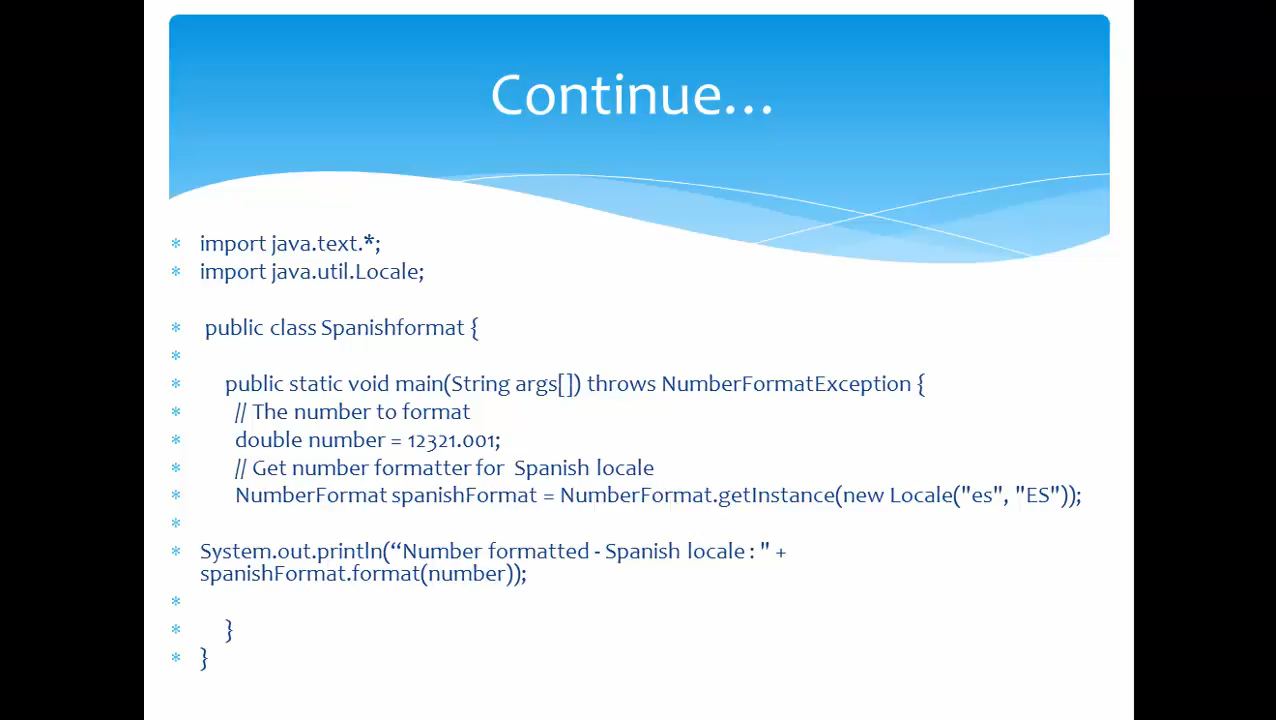 Continue…
* import java.text.*;
* import java.util.Locale;
* public class Spanishformat {
*
* public static void main(String args[]) throws NumberFormatException {
* // The number to format
* double number = 12321.001;
* // Get number formatter for Spanish locale
* NumberFormat spanishFormat = NumberFormat.getInstance(new Locale("es", "ES"));
*
* System.out.println(“Number formatted - Spanish locale : " +
spanishFormat.format(number));
*
* }
* }